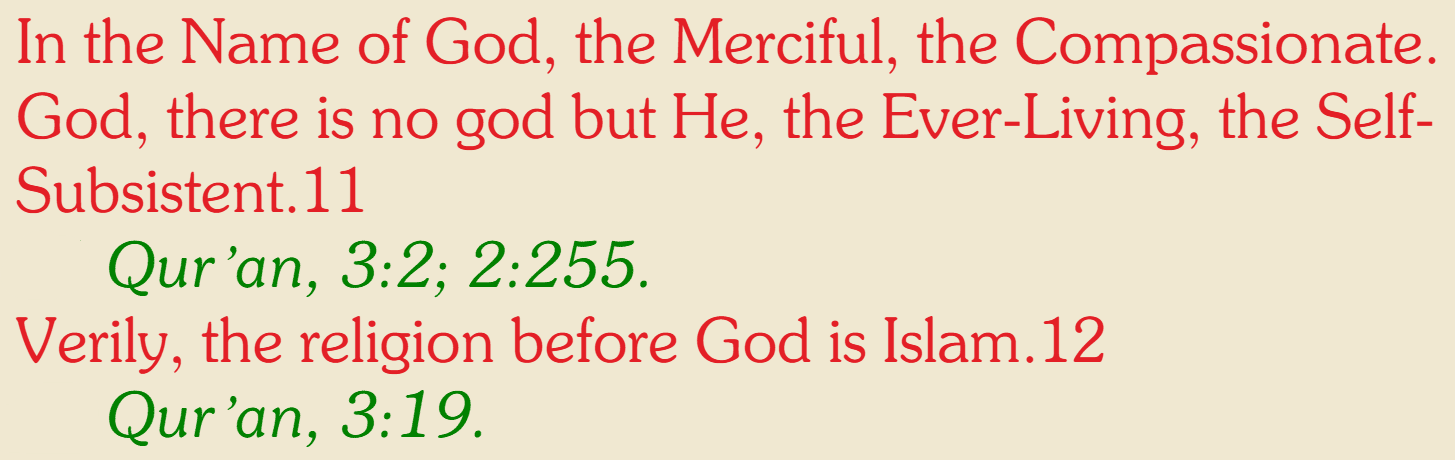 In the Name of God, the Merciful, the Compassionate.
God, there is no god but He, the Ever-Living, the Self-
Subsistent.11
Qur’an, 3:2; 2:255.
Verily, the religion before God is Islam.12
Qur’an, 3:19.